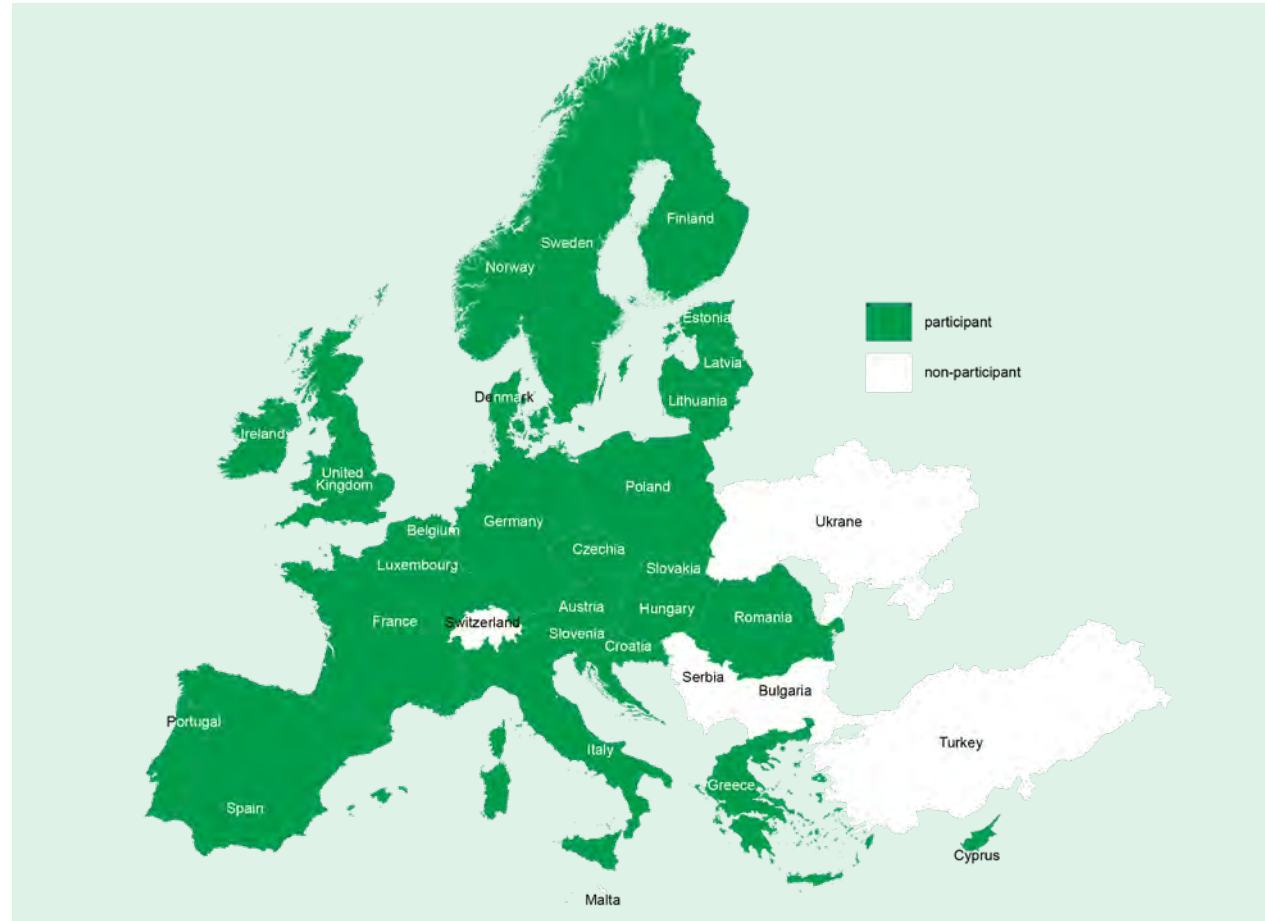 Finland
Sweden
Norway
Estonia
participant
Latvia
non-participant
Denmark
Lithuania
Ireland
United
Kingdom
Poland
Germany
Ukrane
Belgium
Czechia
Luxembourg
Slovakia
Austria
Hungary
Romania
France
Switzerland
Slovenia
Croatia
Serbia
Bulgaria
Portugal
Turkey
Italy
Greece
Spain
Cyprus
Malta